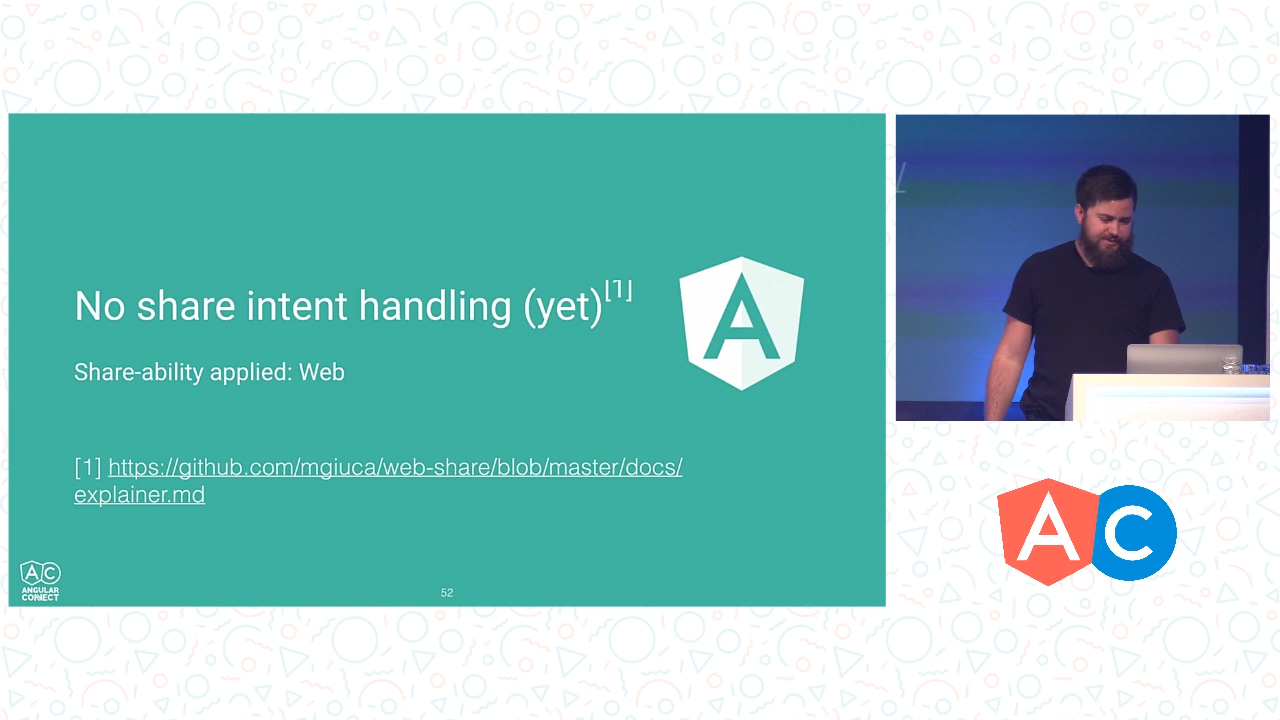 No share intent handling (yet)[1]
Share-ability applied: Web
[1] https://github.com/mgiuca/web-share/blob/master/docs/
explainer.md
A
AC
ANGULAR
CONNECT
52
AC